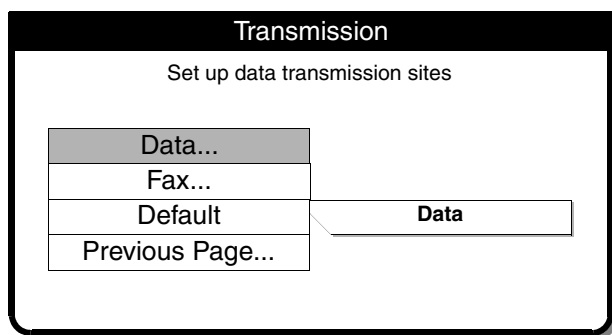 Transmission
Set up data transmission sites
Data...
Fax...
Default
Data
Previous Page...